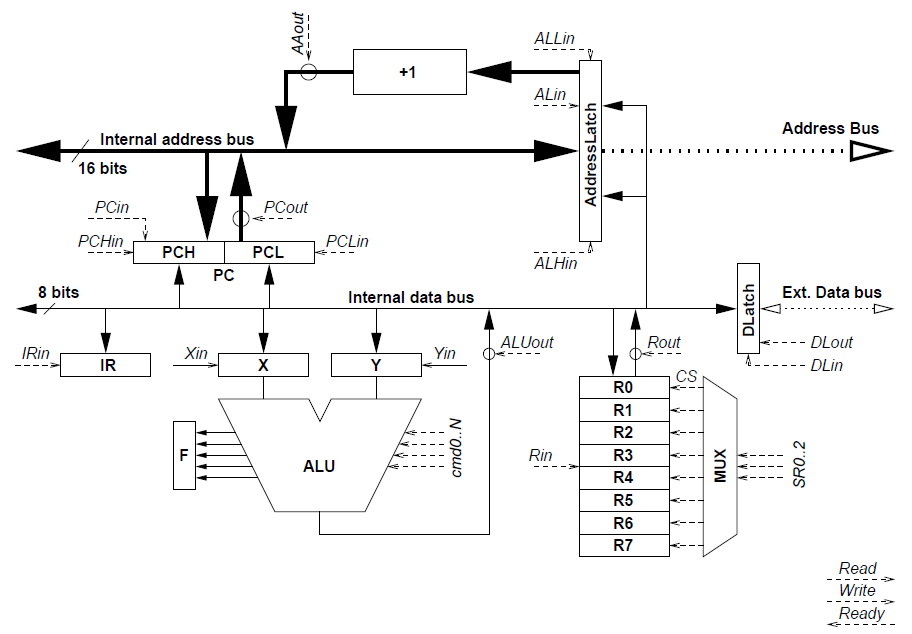 AAout
ALLin
+1
ALin
AddressLatch
Internal address bus
Address Bus
16 bits
PCin
PCout
PCHin
PCH
PCL
PCLin
PC
ALHin
8 bits
Internal data bus
DLatch
Ext. Data bus
ALUout
Rout
DLout
DLin
IRin
IR
Xin
X
Y
Yin
CS
R0
R1
R2
R3
R4
R5
R6
R7
Rin
MUX
SR0..2
F
ALU
cmd0..N
Read
Write
Ready